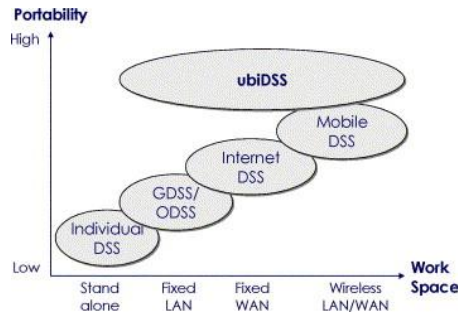 Portability
High
ubiDSS
Mobile
DSS
Internet
DSS
GDSS/
ODSS
Individual
DSS
Low
Work
Space
Stand
alone
Fixed
LAN
Fixed
WAN
Wireless
LAN/WAN